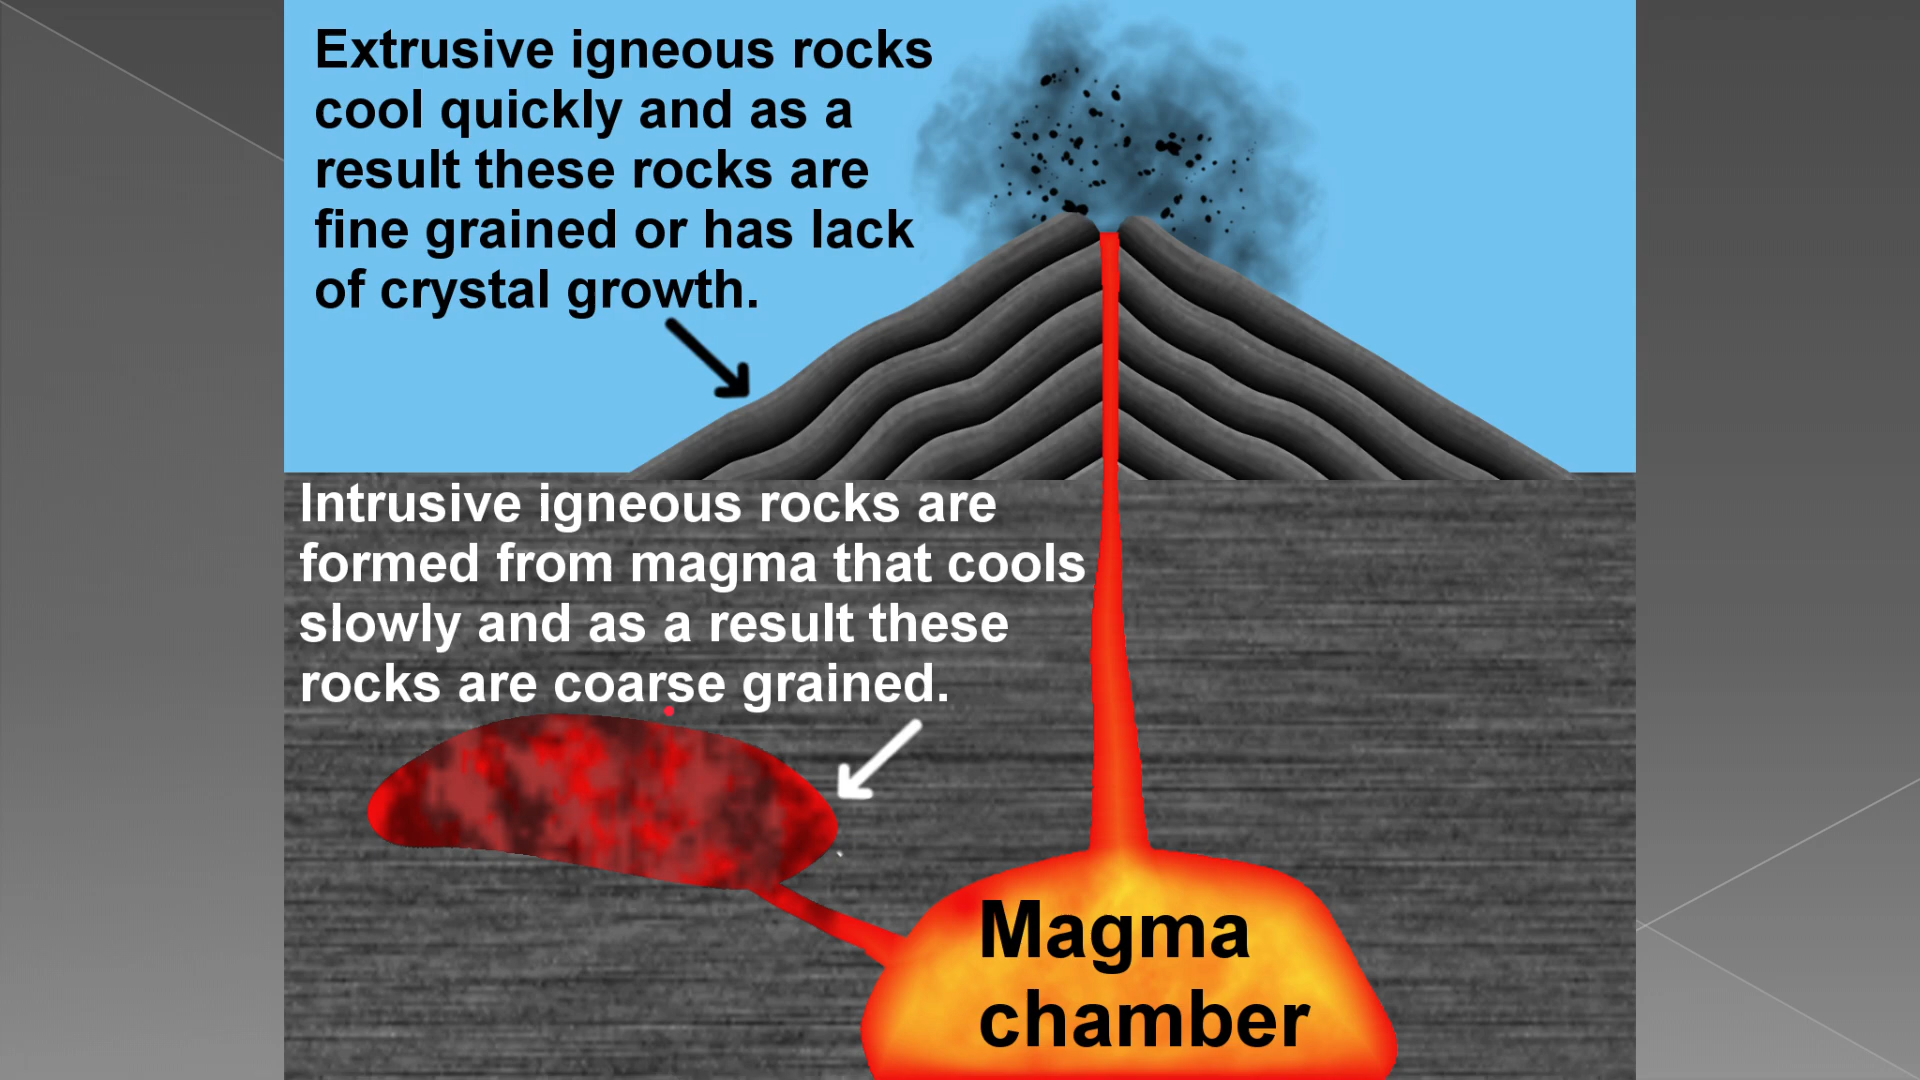 Extrusive igneous rocks
cool quickly and as a
result these rocks are
fine grained or has lack
of crystal growth.
Intrusive igneous rocks are
formed from magma that cools
slowly and as a result these
rocks are coarse grained.
Magma
chamber